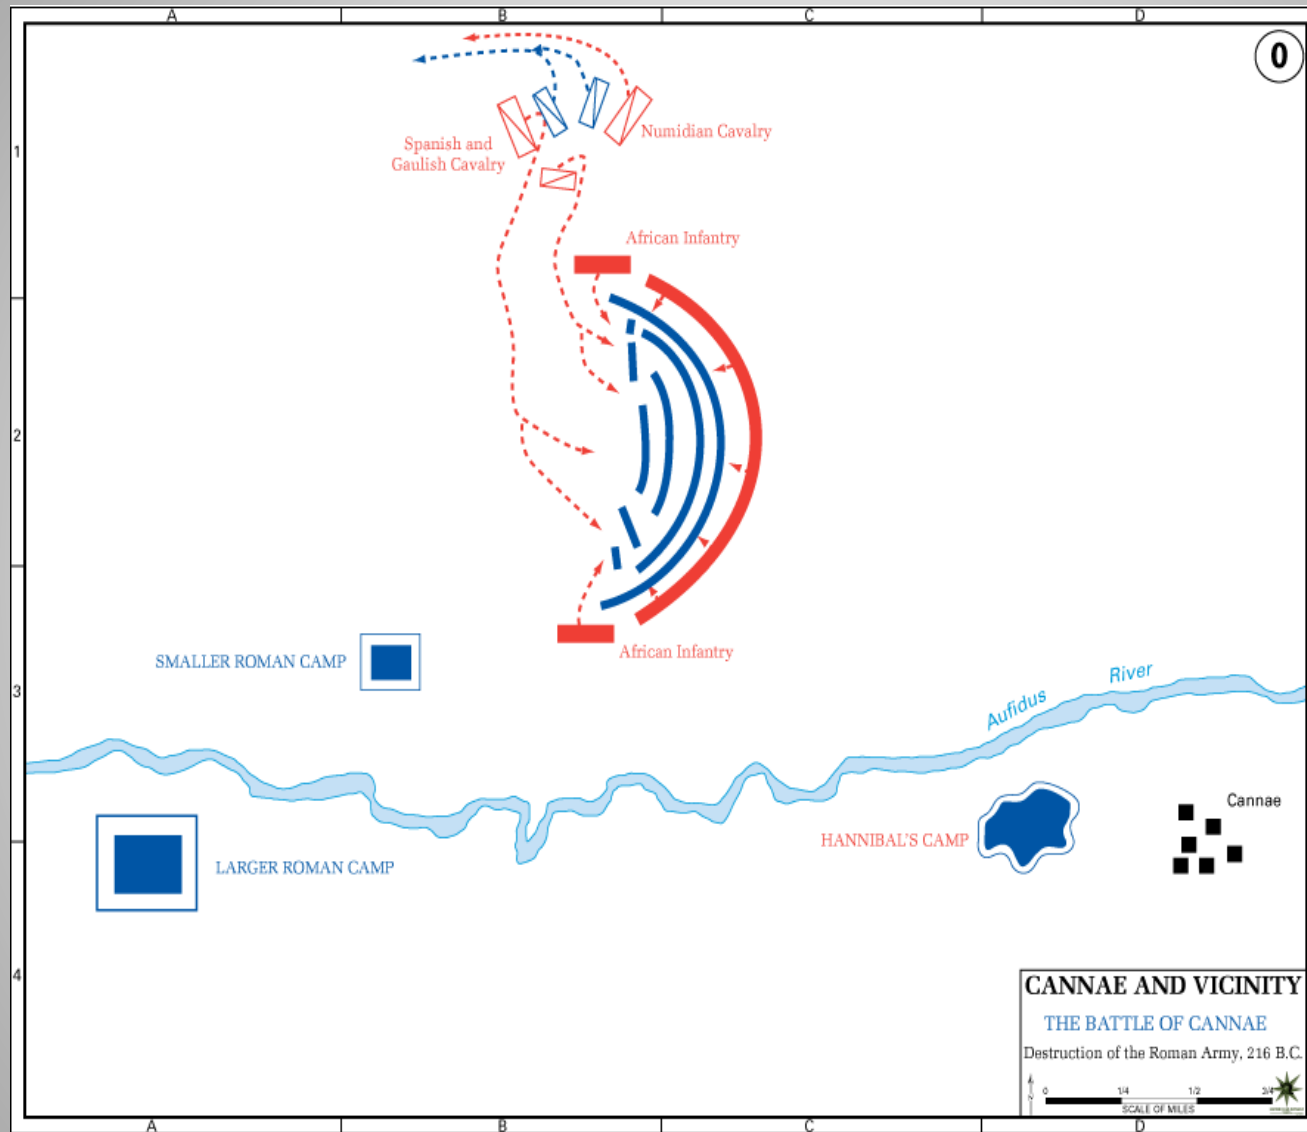 A B C D
0
1
Spanish and
Gaulish Cavalry
Numidian Cavalry
African Infantry
2
African Infantry
SMALLER ROMAN CAMP
3
Aufidus River
Cannae
HANNIBAL'S CAMP
LARGER ROMAN CAMP
4
CANNAE AND VICINITY
THE BATTLE OF CANNAE
Destruction of the Roman Army, 216 B.C.
0 1/4 1/2 3/4
SCALE OF MILES
A B C D